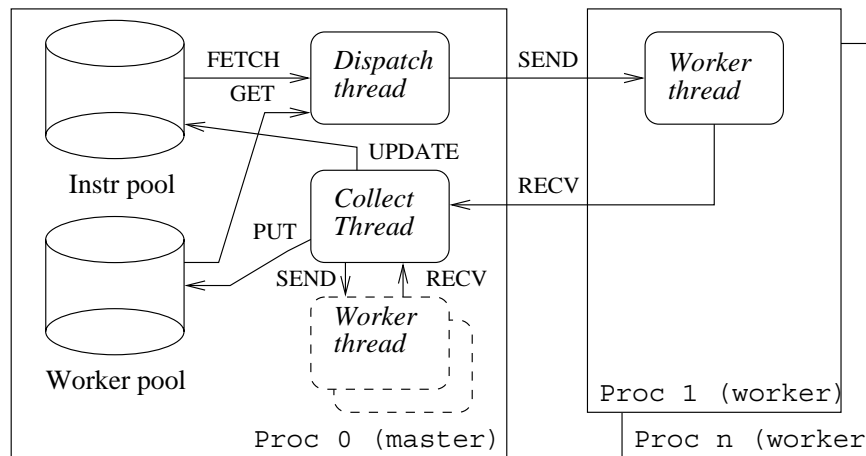 FETCH
GET
Dispatch
thread
SEND
Worker
thread
Instr pool
UPDATE
Collect
Thread
RECV
PUT
SEND
RECV
Worker
thread
Worker pool
Proc 0 (master)
Proc 1 (worker)
Proc n (worker